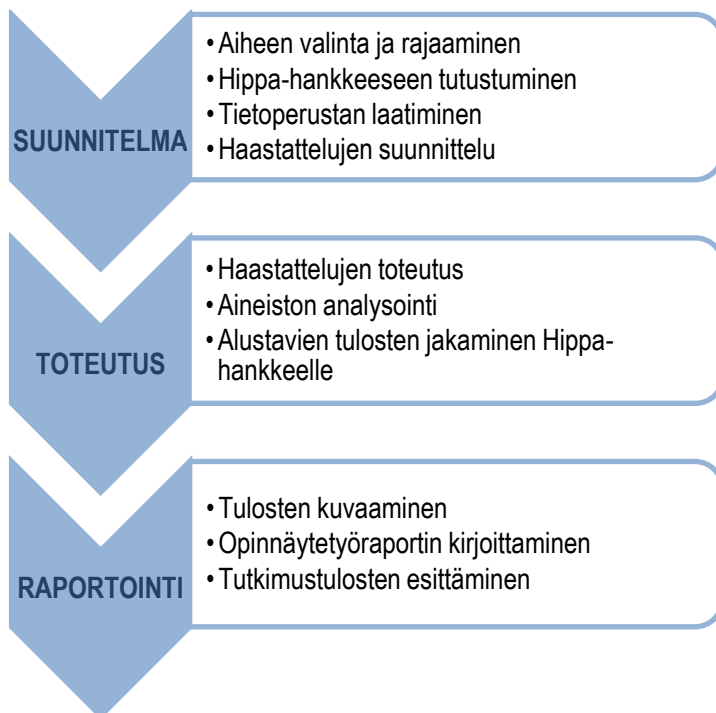 SUUNNITELMA
• Aiheen valinta ja rajaaminen
• Hippa-hankkeeseen tutustuminen
• Tietoperustan laatiminen
• Haastattelujen suunnittelu
TOTEUTUS
• Haastattelujen toteutus
• Aineiston analysointi
• Alustavien tulosten jakaminen Hippa-
hankkeelle
RAPORTOINTI
• Tulosten kuvaaminen
• Opinnäytetyöraportin kirjoittaminen
• Tutkimustulosten esittäminen